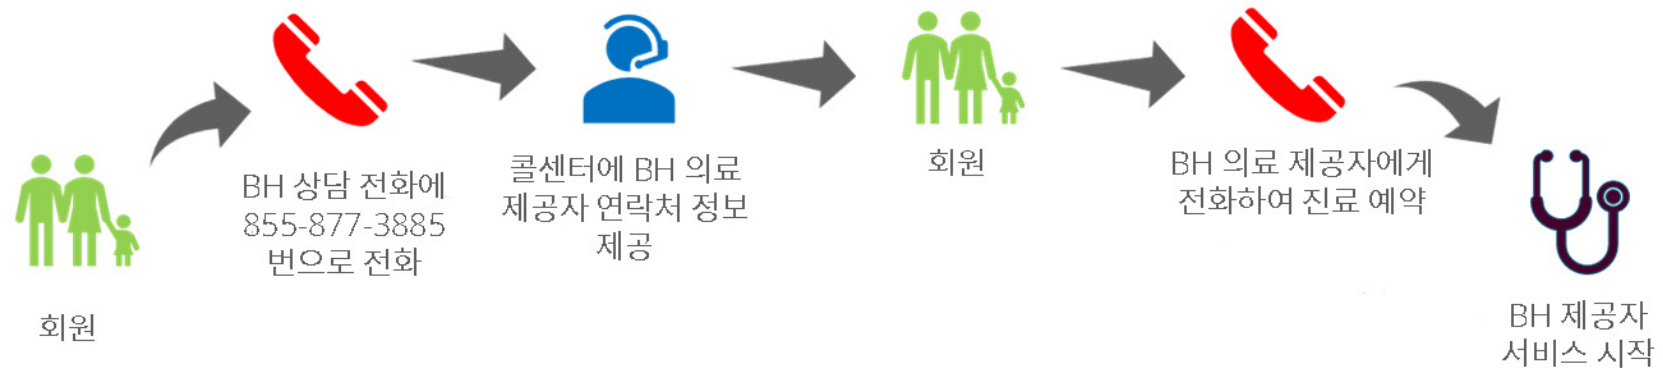 회원
BH 상담 전화에
855-877-3885
번으로 전화
콜센터에 BH 의료
제공자 연락처 정보
제공
회원
BH 의료 제공자에게
전화하여 진료 예약
BH 제공자
서비스 시작